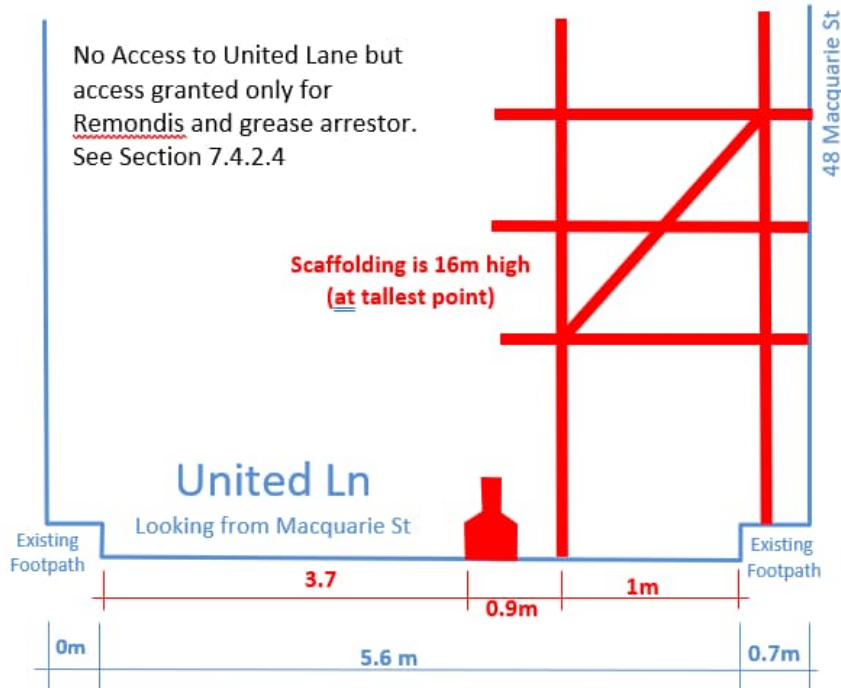 No Access to United Lane but
access granted only for
Remondis and grease arrestor.
See Section 7.4.2.4
48 Macquarie St
Scaffolding is 16m high
(at tallest point)
United Ln
Looking from Macquarie St
Existing
Footpath
Existing
Footpath
3.7
0.9m
1m
0m
5.6 m
0.7m